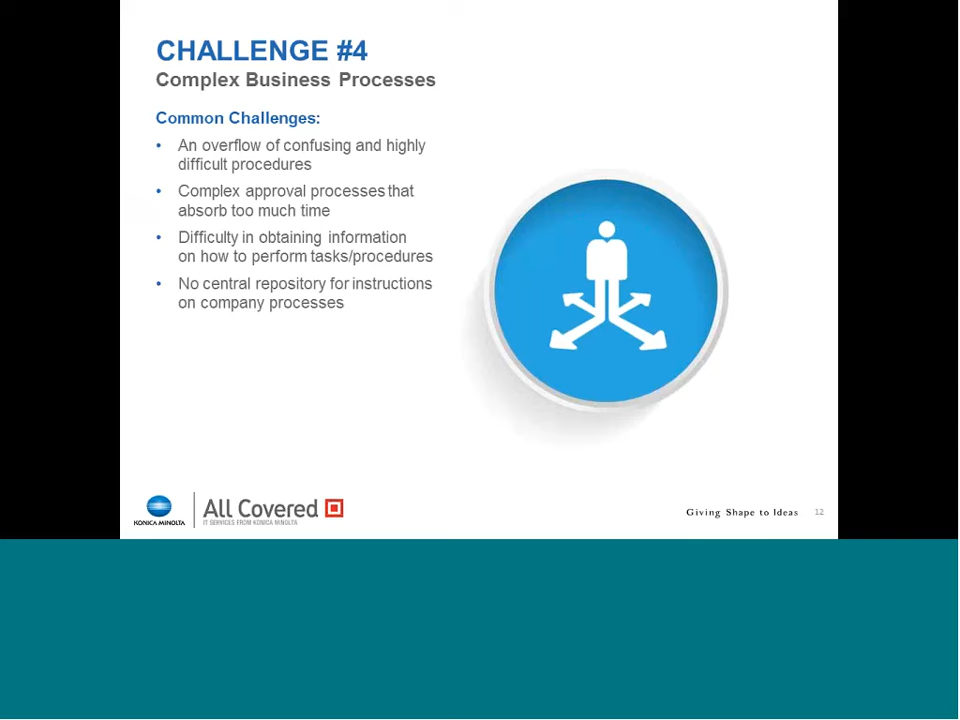 CHALLENGE #4
Complex Business Processes
Common Challenges:
• An overflow of confusing and highly
difficult procedures
• Complex approval processes that
absorb too much time
• Difficulty in obtaining information
on how to perform tasks/procedures
• No central repository for instructions
on company processes
KONICA MINOLTA
All Covered
IT SERVICES FROM KONICA MINOLTA
Giving Shape to Ideas
12